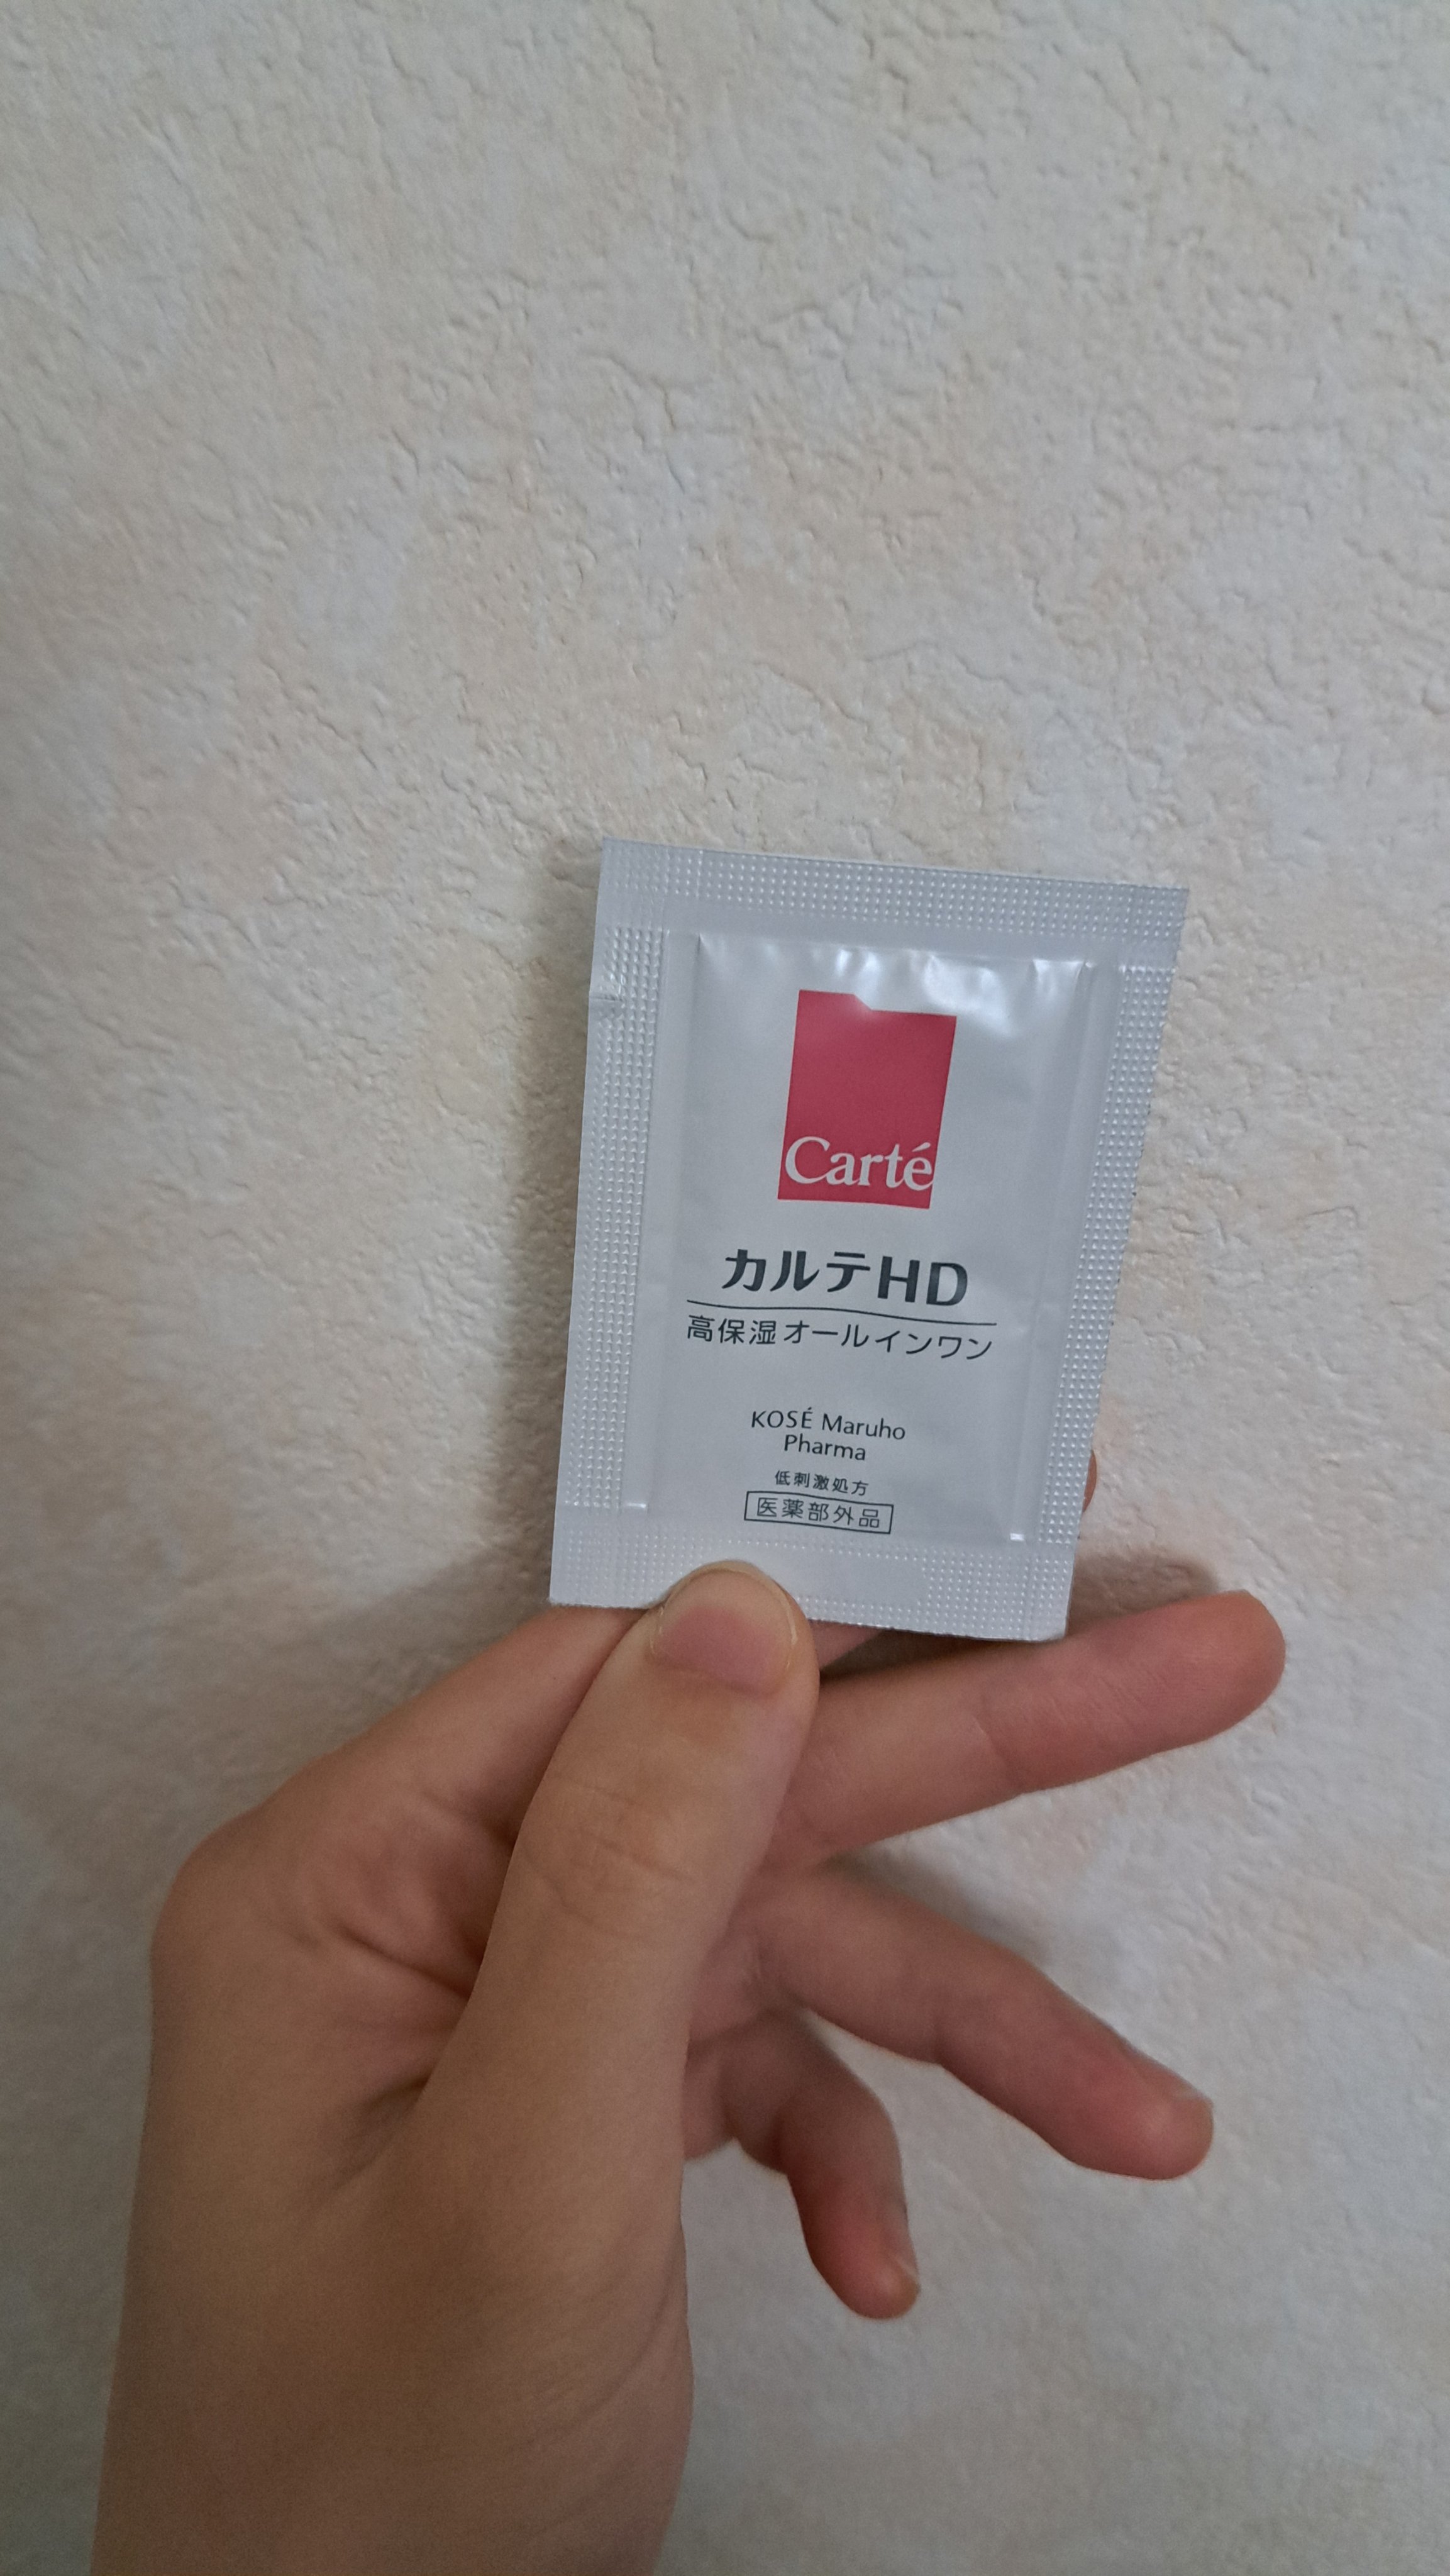 Carté
カルテHD
高保湿オールインワン
KOSÉ Maruho
Pharma
低刺激処方
医薬部外品